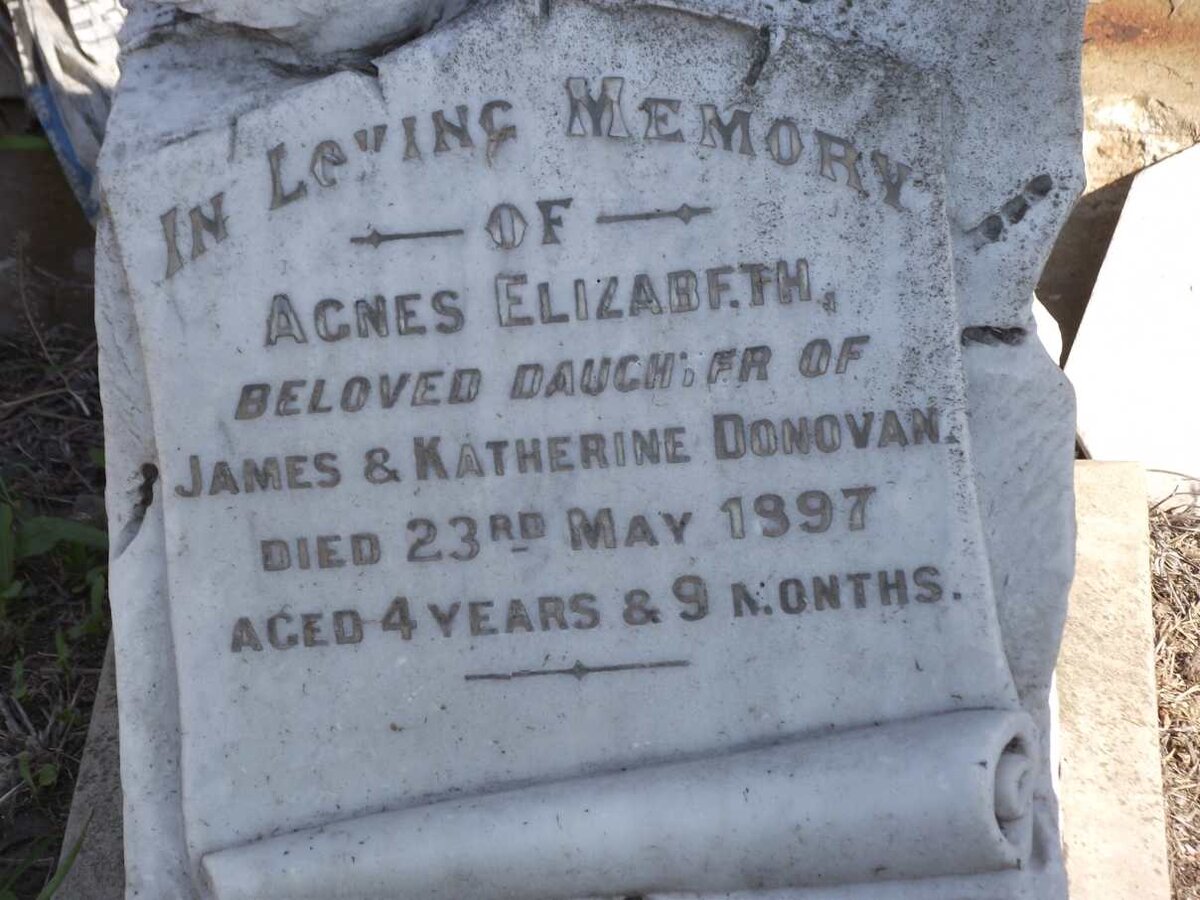 IN LOVING MEMORY
OF
AGNES ELIZABETH,
BELOVED DAUGHTER OF
JAMES & KATHERINE DONOVAN.
DIED 23RD MAY 1897
AGED 4 YEARS & 9 MONTHS.